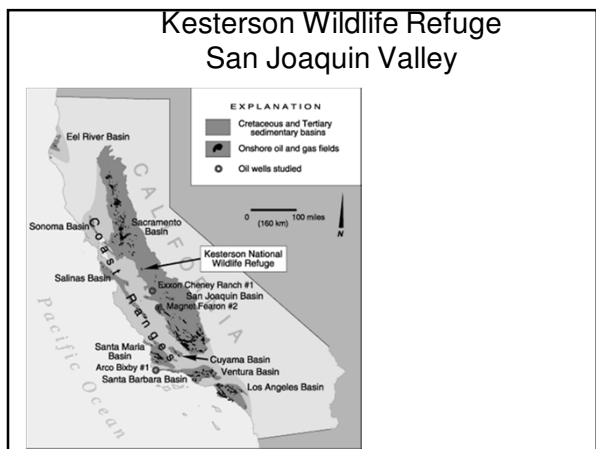 Kesterson Wildlife Refuge
San Joaquin Valley
EXPLANATION
Cretaceous and Tertiary
sedimentary basins
Onshore oil and gas fields
Oil wells studied
0 100 miles
(160 km)
N
Eel River Basin
CALIFORNIA
Sonoma Basin
Sacramento
Basin
Coast Ranges
Kesterson National
Wildlife Refuge
Salinas Basin
Exxon Cheney Ranch #1
San Joaquin Basin
Magnet Fearon #2
Pacific Ocean
Santa Maria
Basin
Cuyama Basin
Arco Bixby #1
Ventura Basin
Santa Barbara Basin
Los Angeles Basin